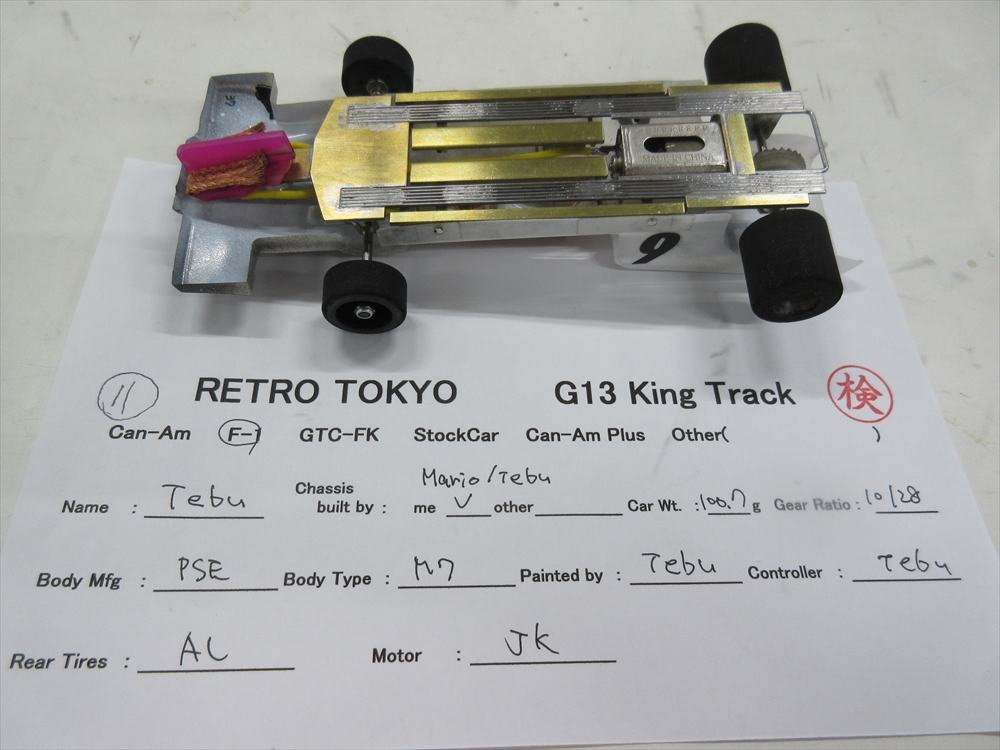 MADE IN CHINA
9
11 RETRO TOKYO G13 King Track 検
Can-Am F-1 GTC-FK StockCar Can-Am Plus Other( )
Name : Tebu Chassis built by : me V other Mario/Tebu Car Wt. : 100.7 g Gear Ratio : 10/28
Body Mfg : PSE Body Type : M7 Painted by : Tebu Controller : Tebu
Rear Tires : AL Motor : JK